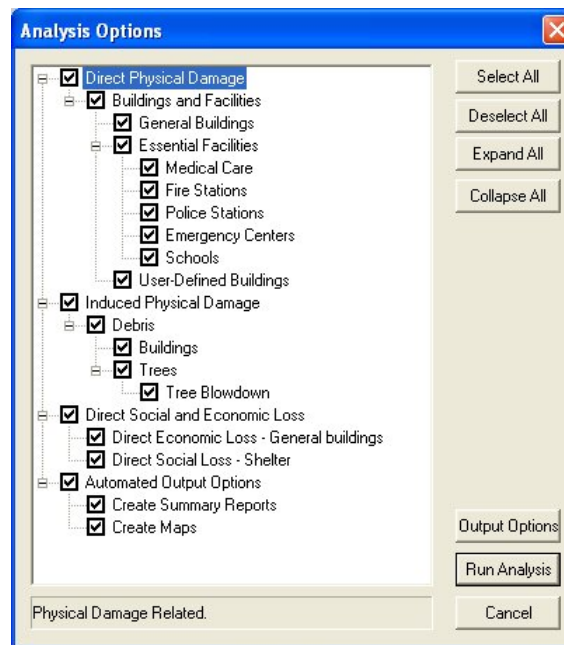 Analysis Options
Direct Physical Damage
Buildings and Facilities
General Buildings
Essential Facilities
Medical Care
Fire Stations
Police Stations
Emergency Centers
Schools
User-Defined Buildings
Induced Physical Damage
Debris
Buildings
Trees
Tree Blowdown
Direct Social and Economic Loss
Direct Economic Loss - General buildings
Direct Social Loss - Shelter
Automated Output Options
Create Summary Reports
Create Maps
Select All
Deselect All
Expand All
Collapse All
Output Options
Run Analysis
Cancel
Physical Damage Related.